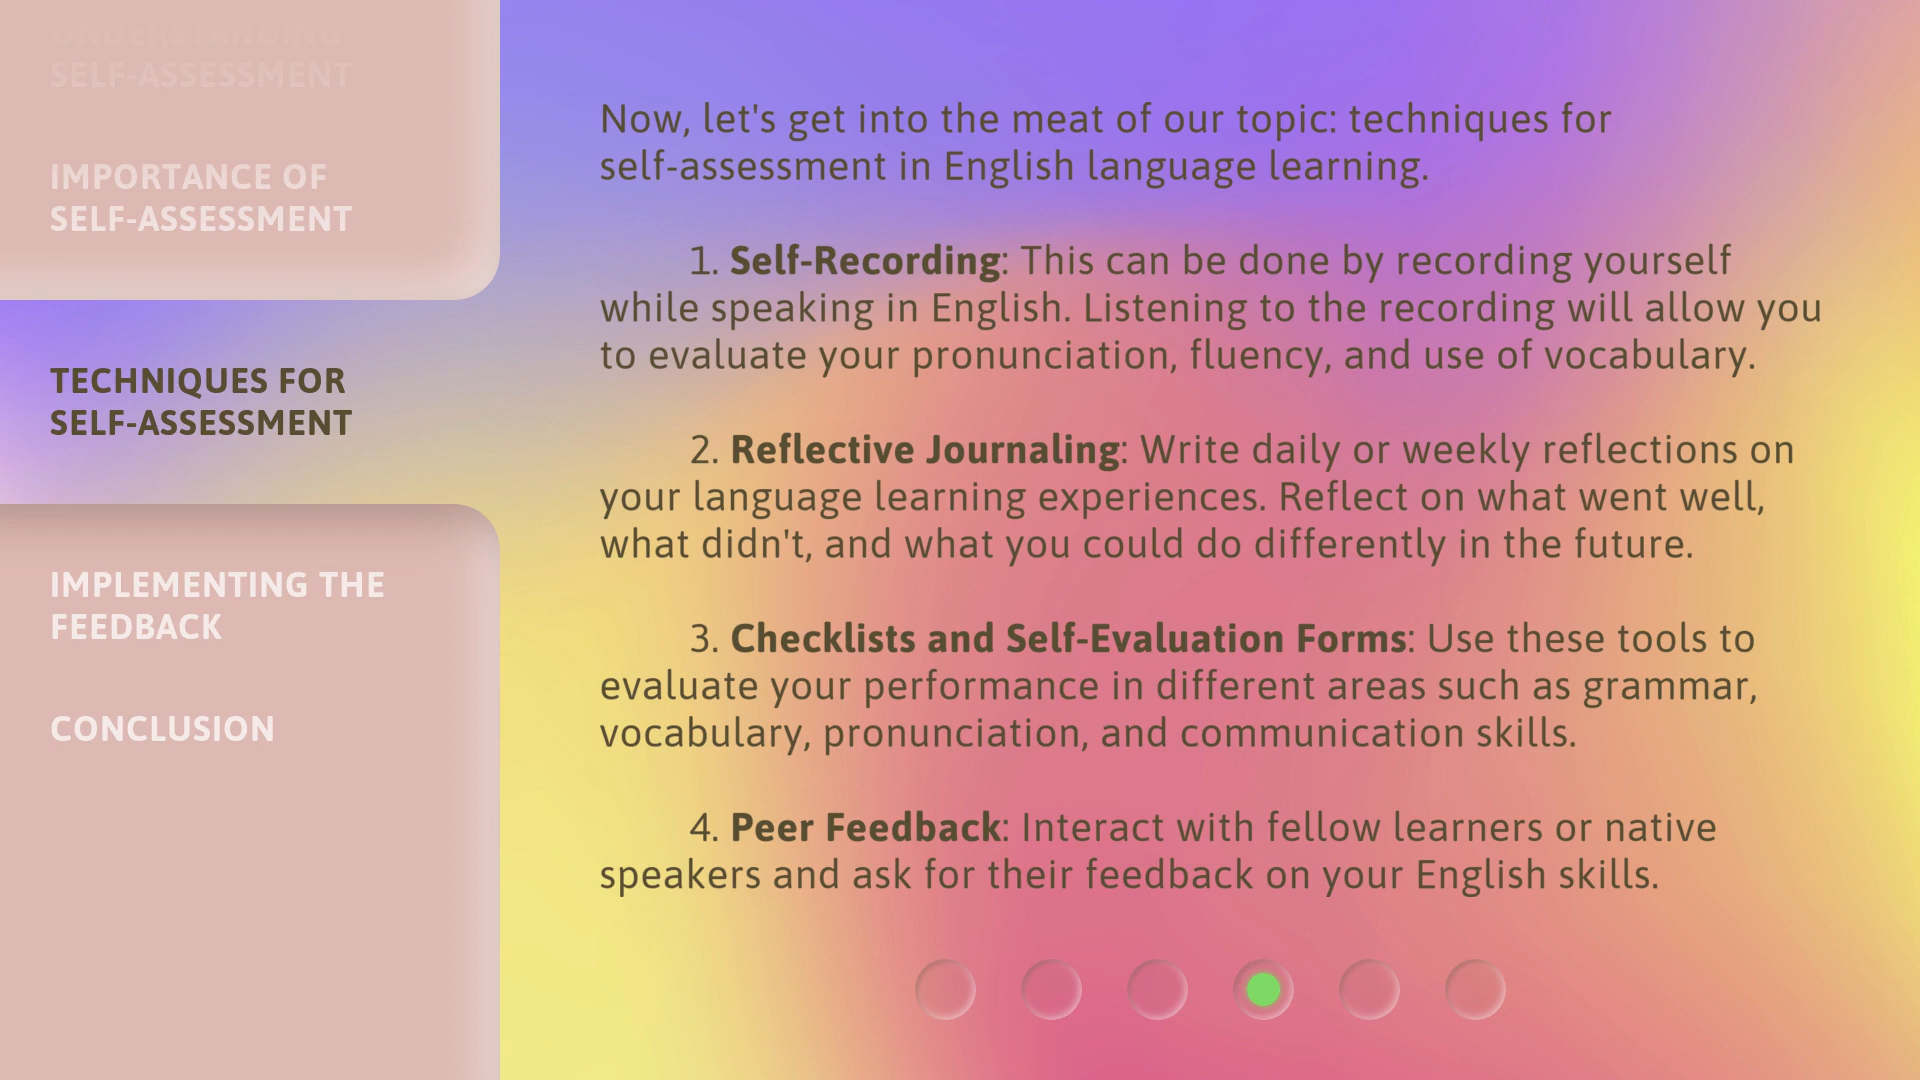 UNDERSTANDING
SELF-ASSESSMENT
IMPORTANCE OF
SELF-ASSESSMENT
TECHNIQUES FOR
SELF-ASSESSMENT
IMPLEMENTING THE
FEEDBACK
CONCLUSION
Now, let's get into the meat of our topic: techniques for
self-assessment in English language learning.
1. Self-Recording: This can be done by recording yourself
while speaking in English. Listening to the recording will allow you
to evaluate your pronunciation, fluency, and use of vocabulary.
2. Reflective Journaling: Write daily or weekly reflections on
your language learning experiences. Reflect on what went well,
what didn't, and what you could do differently in the future.
3. Checklists and Self-Evaluation Forms: Use these tools to
evaluate your performance in different areas such as grammar,
vocabulary, pronunciation, and communication skills.
4. Peer Feedback: Interact with fellow learners or native
speakers and ask for their feedback on your English skills.